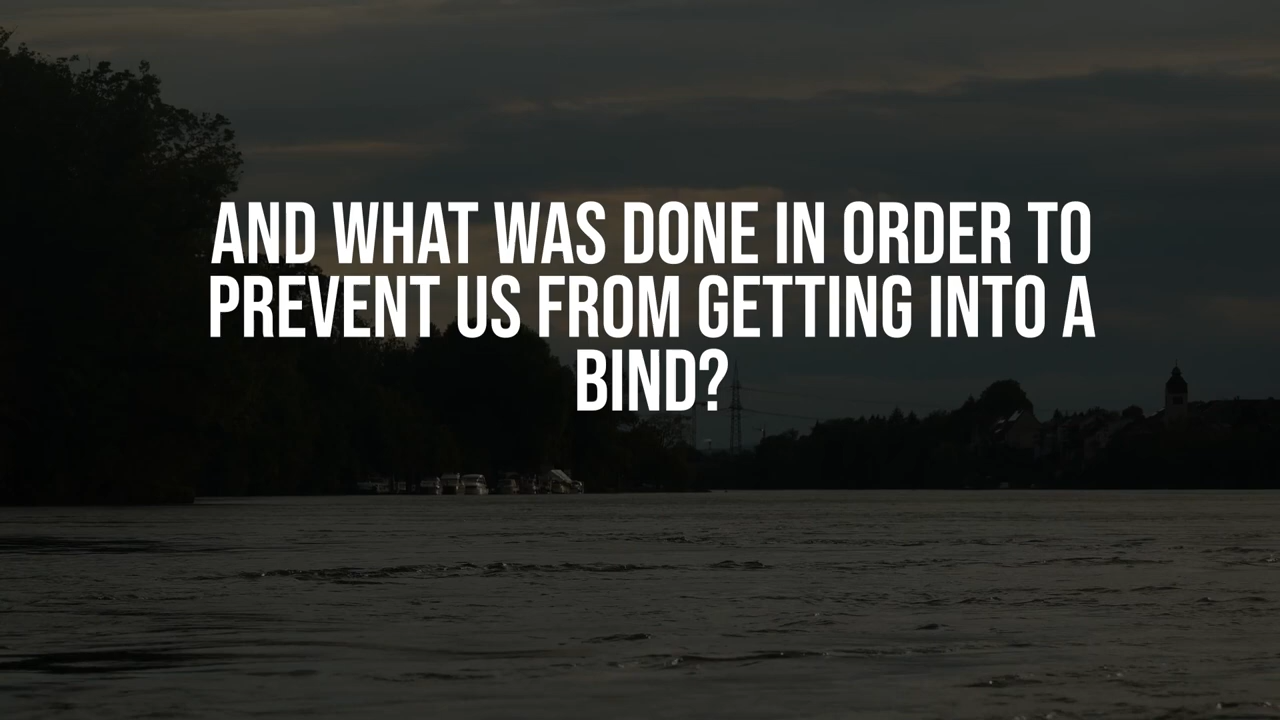 AND WHAT WAS DONE IN ORDER TO
PREVENT US FROM GETTING INTO A
BIND?